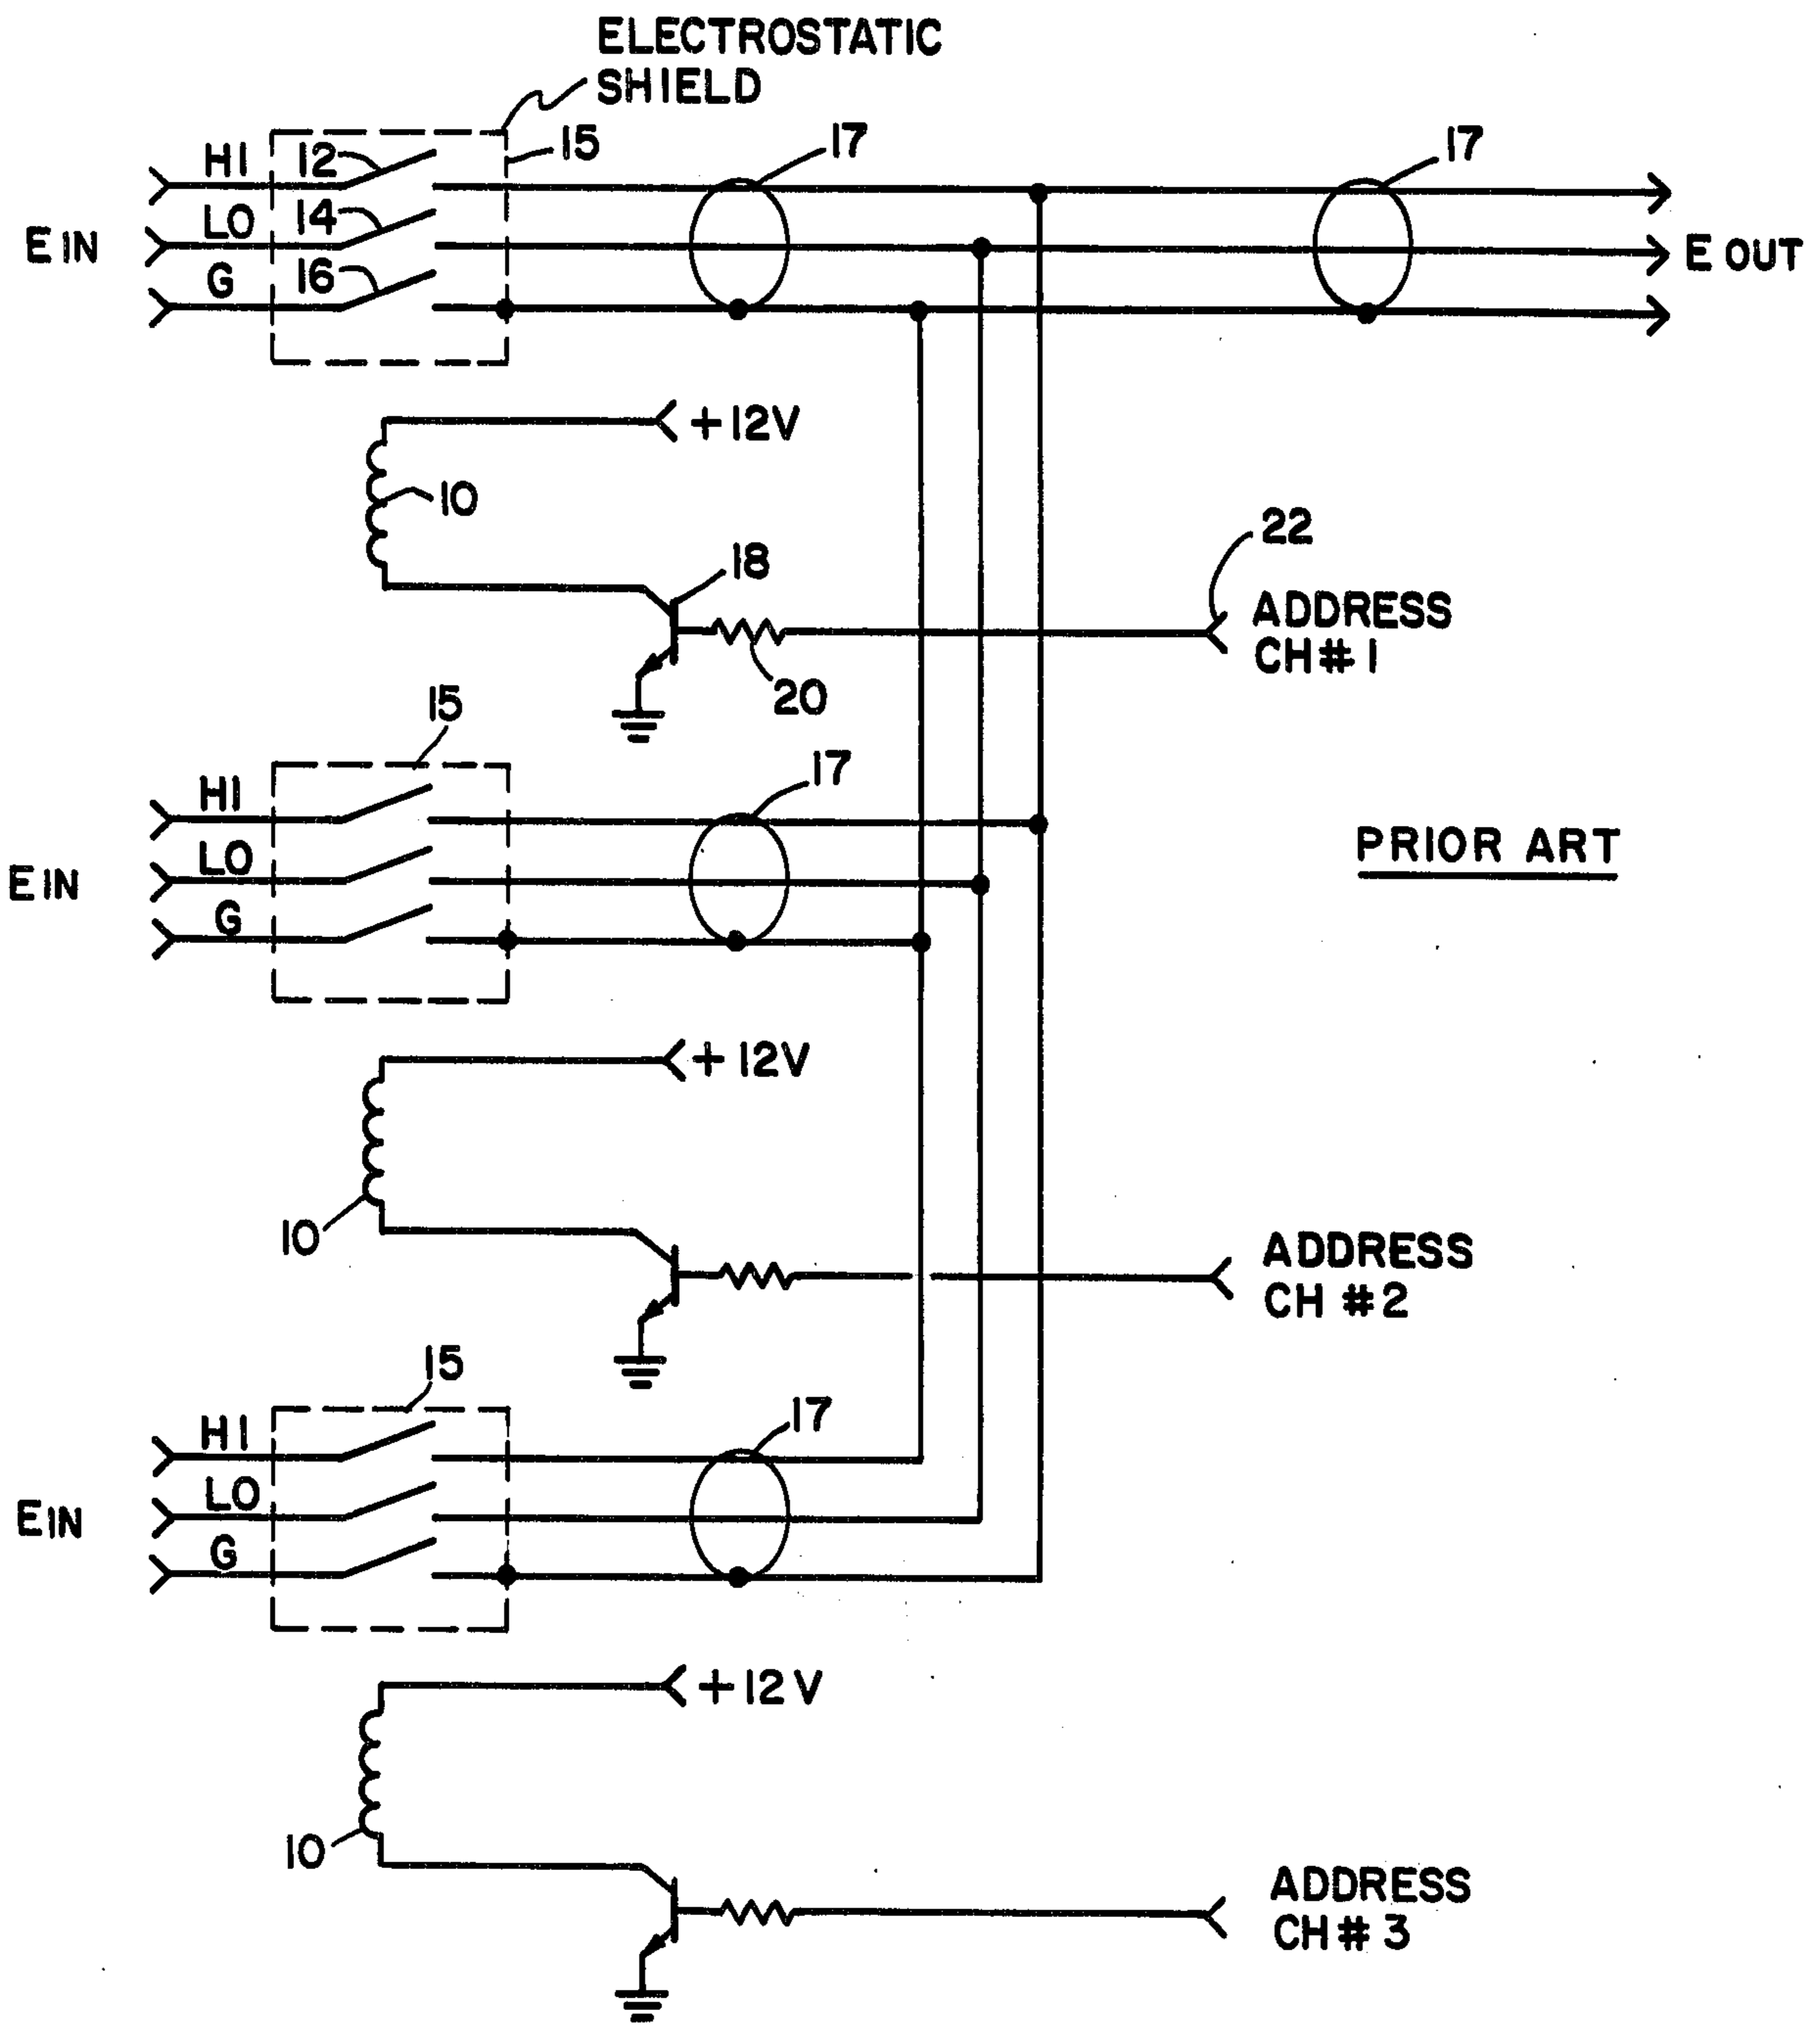 ELECTROSTATIC
SHIELD
HI 12 15 17 17
LO 14
E IN E OUT
G 16
+12V
10
22
18
ADDRESS
CH# 1
20
15
17
HI
LO
E IN
G
PRIOR ART
+12V
10
ADDRESS
CH #2
15
17
HI
LO
E IN
G
+12V
10
ADDRESS
CH# 3